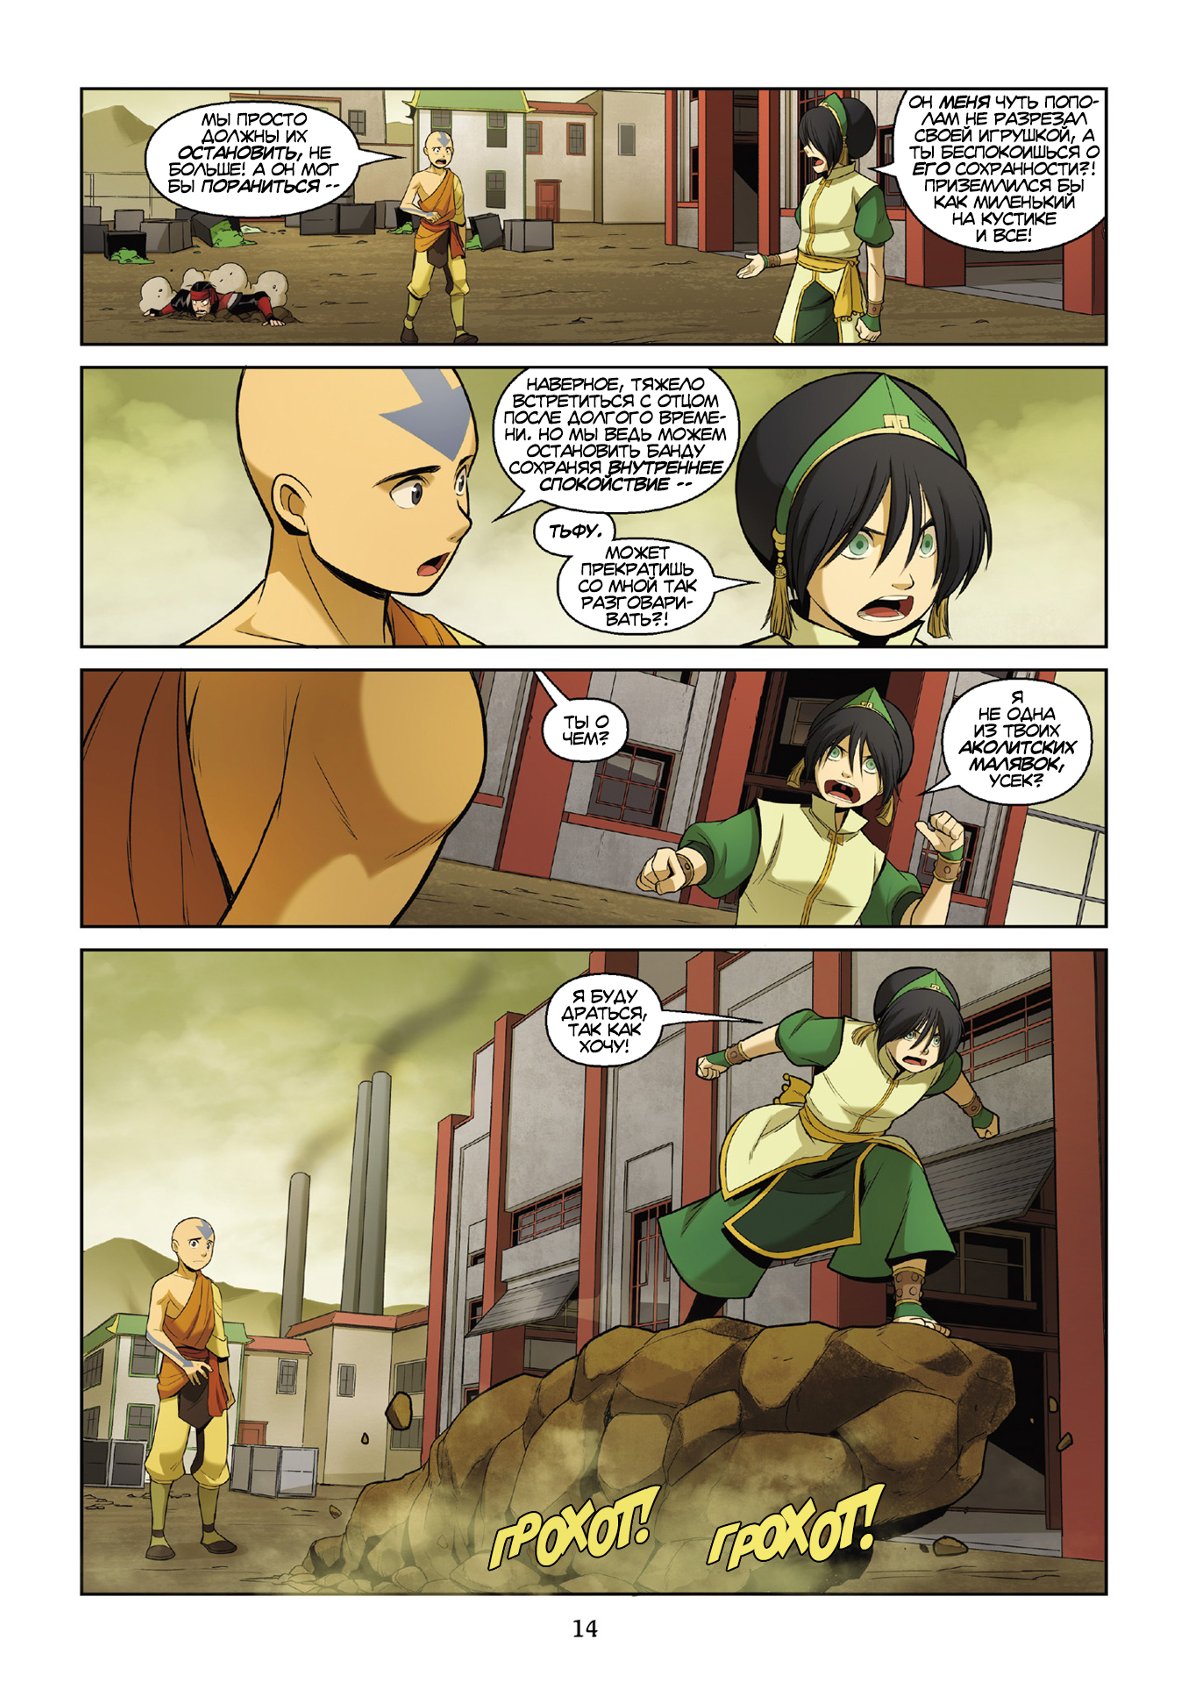 МЫ ПРОСТО
ДОЛЖНЫ ИХ
ОСТАНОВИТЬ, НЕ
БОЛЬШЕ! А ОН МОГ
БЫ ПОРАНИТЬСЯ --
ОН МЕНЯ ЧУТЬ ПОПО-
ЛАМ НЕ РАЗРЕЗАЛ
СВОЕЙ ИГРУШКОЙ, А
ТЫ БЕСПОКОИШЬСЯ О
ЕГО СОХРАННОСТИ?!
ПРИЗЕМЛИЛСЯ БЫ
КАК МИЛЕНЬКИЙ
НА КУСТИКЕ
И ВСЕ!
НАВЕРНОЕ, ТЯЖЕЛО
ВСТРЕТИТЬСЯ С ОТЦОМ
ПОСЛЕ ДОЛГОГО ВРЕМЕ-
НИ. НО МЫ ВЕДЬ МОЖЕМ
ОСТАНОВИТЬ БАНДУ
СОХРАНЯЯ ВНУТРЕННЕЕ
СПОКОЙСТВИЕ --
ТЬФУ.
МОЖЕТ
ПРЕКРАТИШЬ
СО МНОЙ ТАК
РАЗГОВАРИ-
ВАТЬ?!
ТЫ О
ЧЕМ?
Я
НЕ ОДНА
ИЗ ТВОИХ
АКОЛИТСКИХ
МАЛЯВОК,
УСЕК?
Я БУДУ
ДРАТЬСЯ,
ТАК КАК
ХОЧУ!
ГРОХОТ!
ГРОХОТ!
14